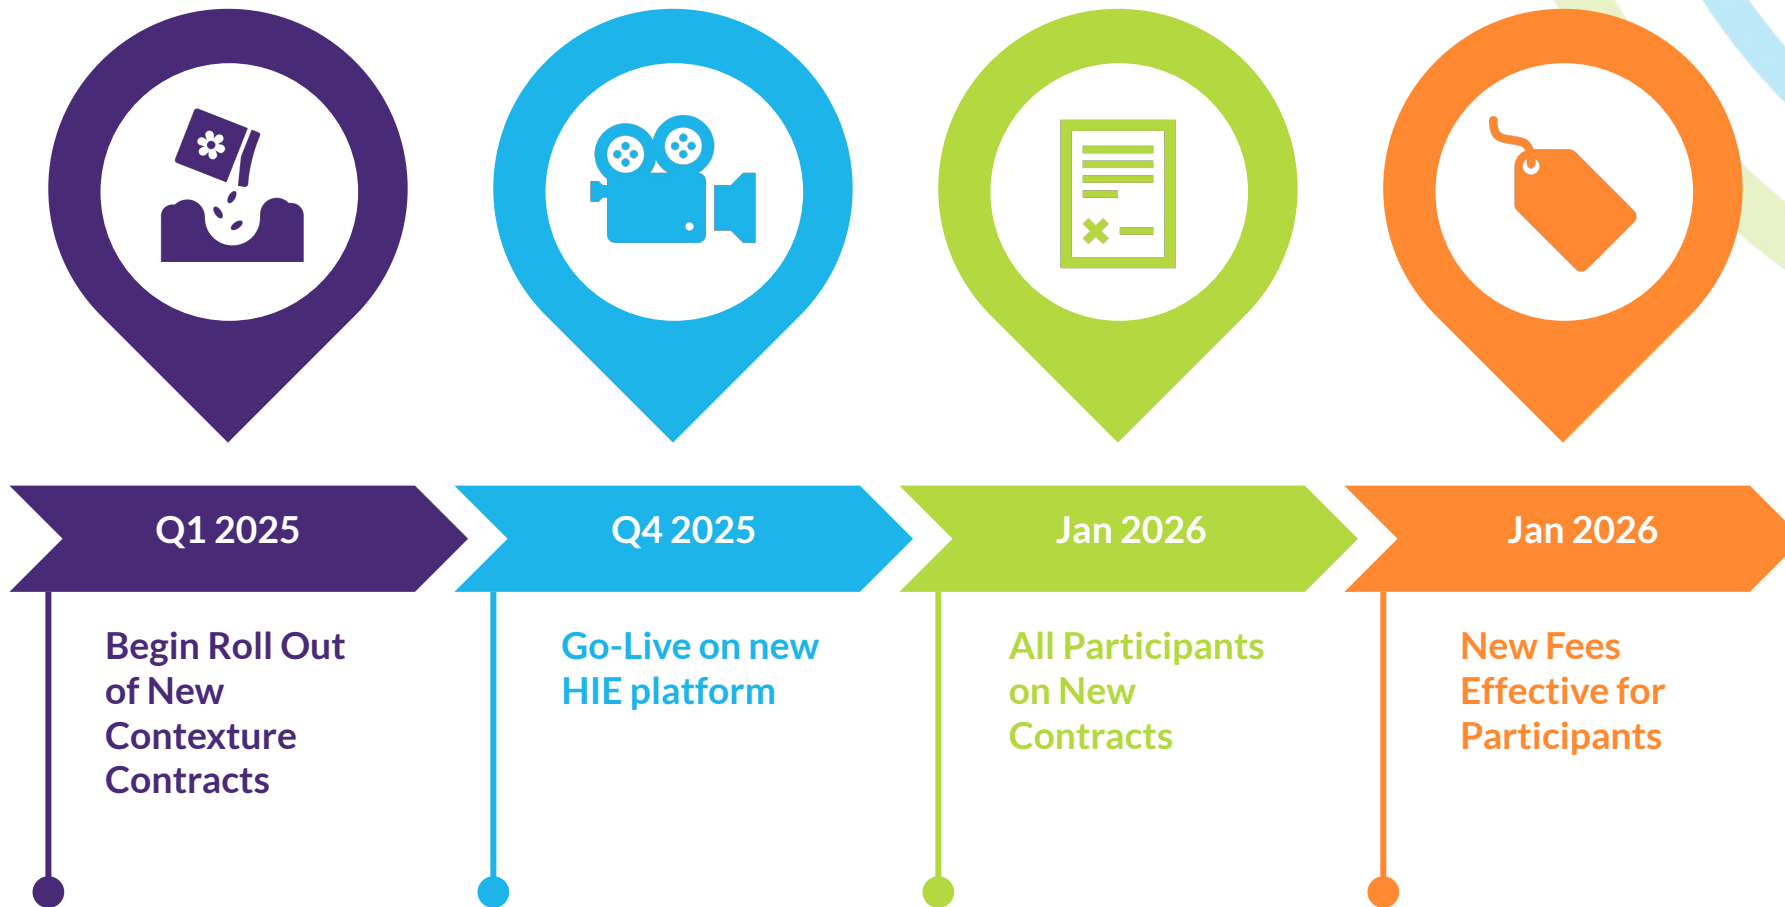 Q1 2025
Begin Roll Out
of New
Contexture
Contracts
Q4 2025
Go-Live on new
HIE platform
Jan 2026
All Participants
on New
Contracts
Jan 2026
New Fees
Effective for
Participants